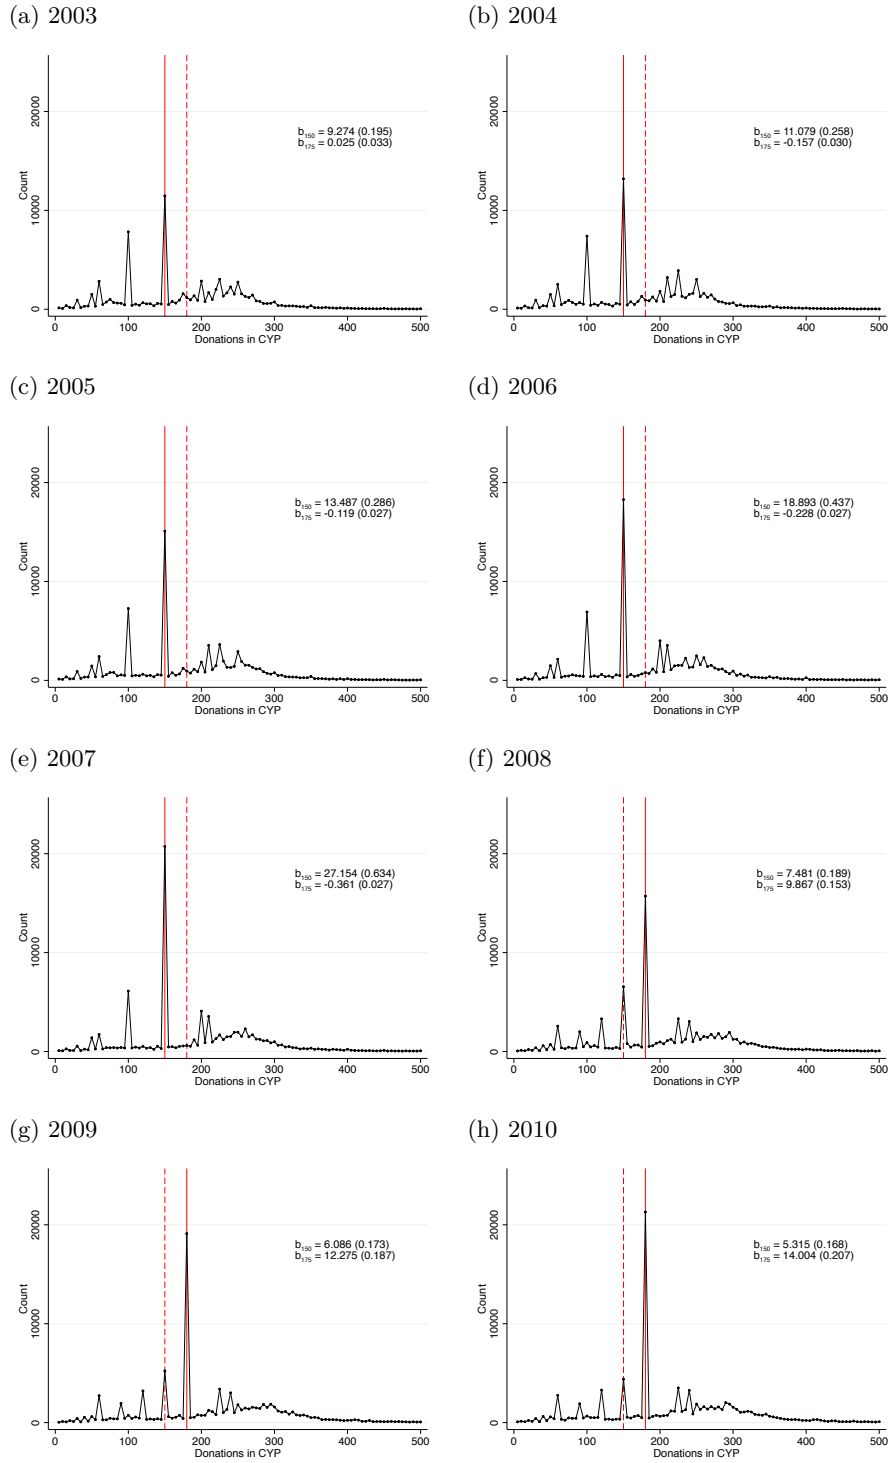 (a) 2003
20000
10000
0
Count
b150 = 9.274 (0.195)
b175 = 0.025 (0.033)
0 100 200 300 400 500
Donations in CYP
(b) 2004
20000
10000
0
Count
b150 = 11.079 (0.258)
b175 = -0.157 (0.030)
0 100 200 300 400 500
Donations in CYP
(c) 2005
20000
10000
0
Count
b150 = 13.487 (0.286)
b175 = -0.119 (0.027)
0 100 200 300 400 500
Donations in CYP
(d) 2006
20000
10000
0
Count
b150 = 18.893 (0.437)
b175 = -0.228 (0.027)
0 100 200 300 400 500
Donations in CYP
(e) 2007
20000
10000
0
Count
b150 = 27.154 (0.634)
b175 = -0.361 (0.027)
0 100 200 300 400 500
Donations in CYP
(f) 2008
20000
10000
0
Count
b150 = 7.481 (0.189)
b175 = 9.867 (0.153)
0 100 200 300 400 500
Donations in CYP
(g) 2009
20000
10000
0
Count
b150 = 6.086 (0.173)
b175 = 12.275 (0.187)
0 100 200 300 400 500
Donations in CYP
(h) 2010
20000
10000
0
Count
b150 = 5.315 (0.168)
b175 = 14.004 (0.207)
0 100 200 300 400 500
Donations in CYP